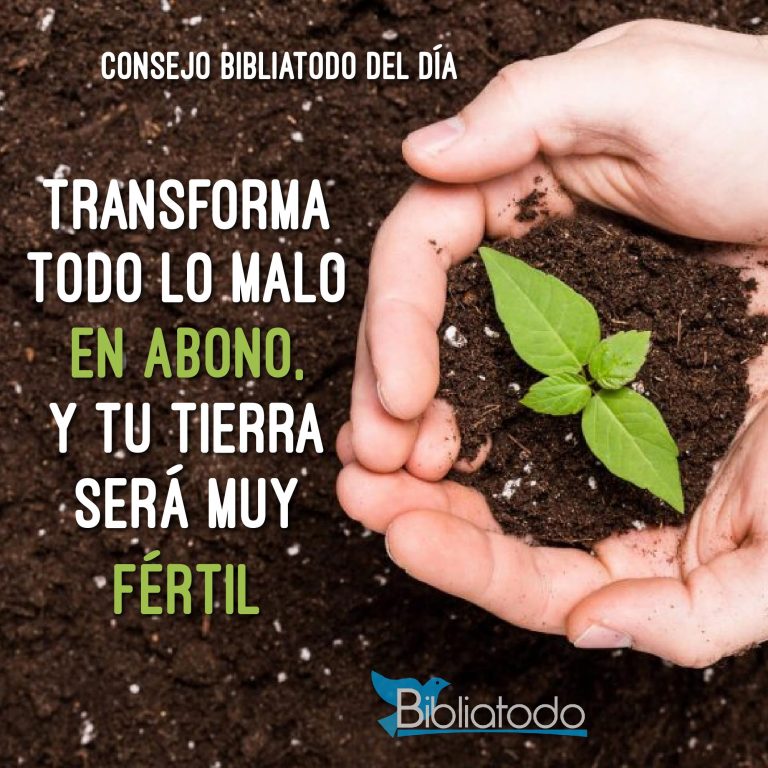 CONSEJO BIBLIATODO DEL DÍA
TRANSFORMA
TODO LO MALO
EN ABONO,
Y TU TIERRA
SERÁ MUY
FÉRTIL
Bibliatodo